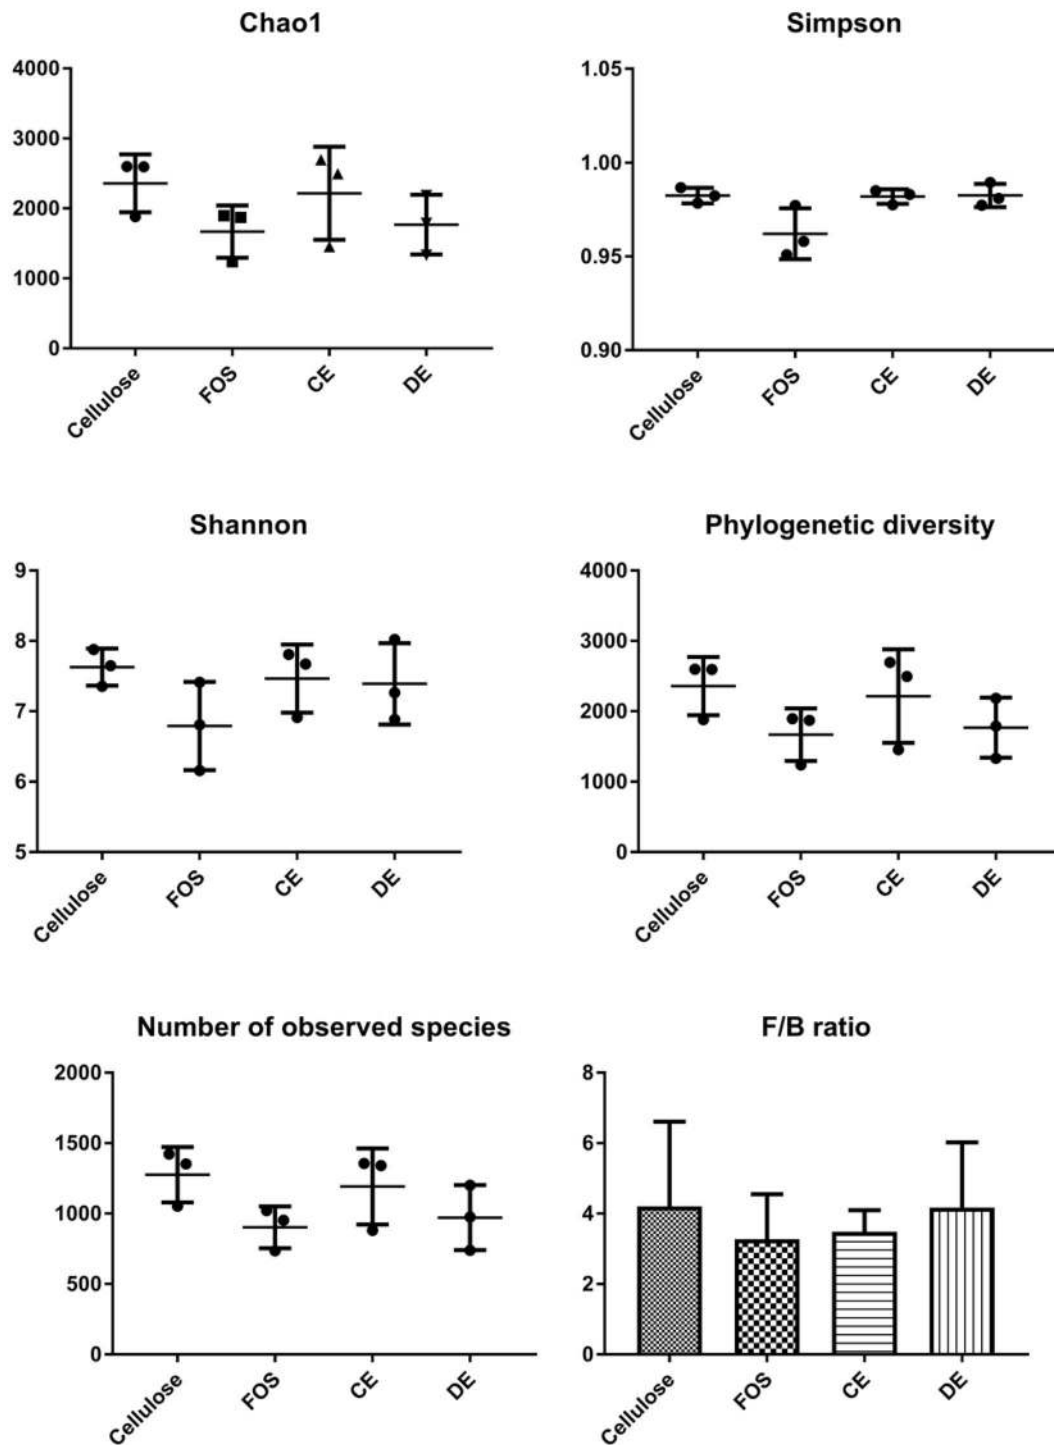 Chao1
4000
3000
2000
1000
0
Cellulose
FOS
CE
DE
Simpson
1.05
1.00
0.95
0.90
Cellulose
FOS
CE
DE
Shannon
9
8
7
6
5
Cellulose
FOS
CE
DE
Phylogenetic diversity
4000
3000
2000
1000
0
Cellulose
FOS
CE
DE
Number of observed species
2000
1500
1000
500
0
Cellulose
FOS
CE
DE
F/B ratio
8
6
4
2
0
Cellulose
FOS
CE
DE